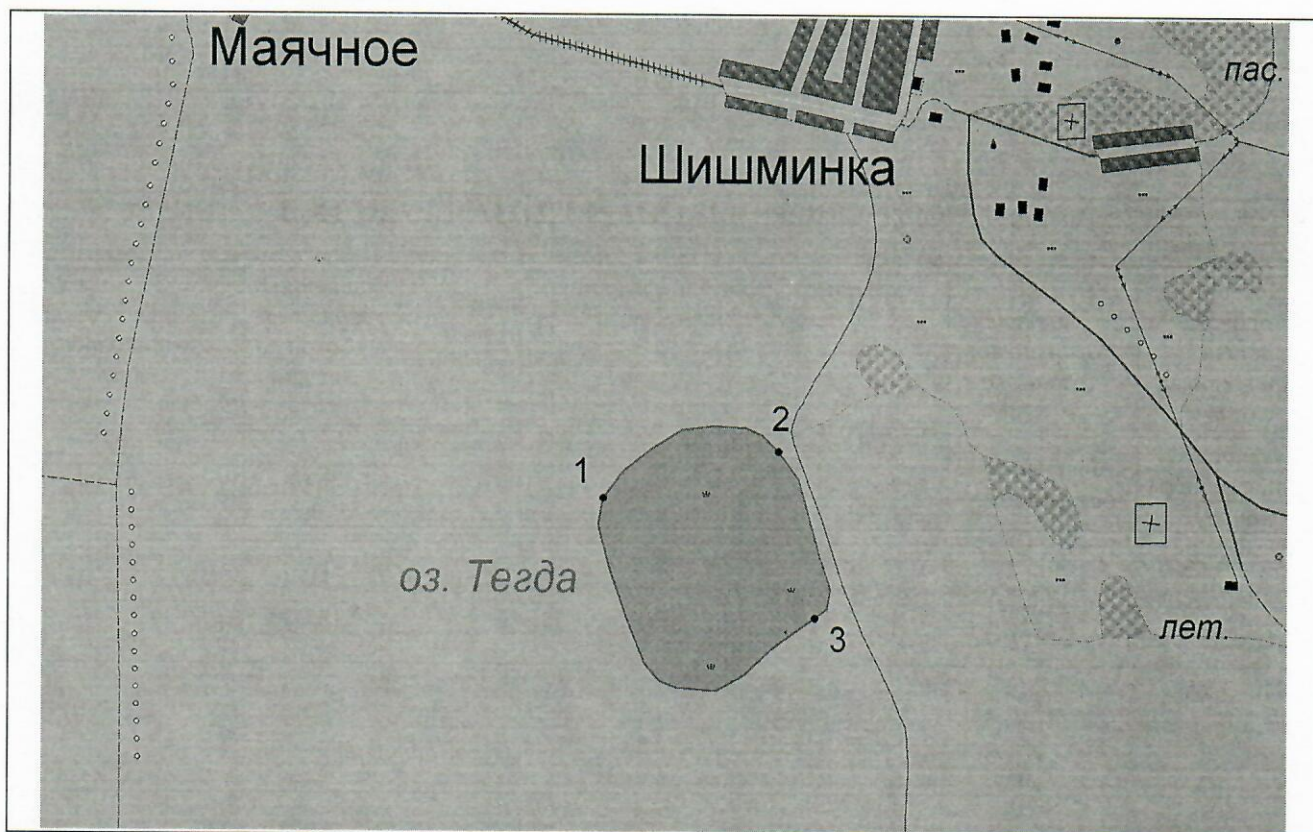 Маячное
пас.
Шишминка
2
1
оз. Тегда
3
лет.